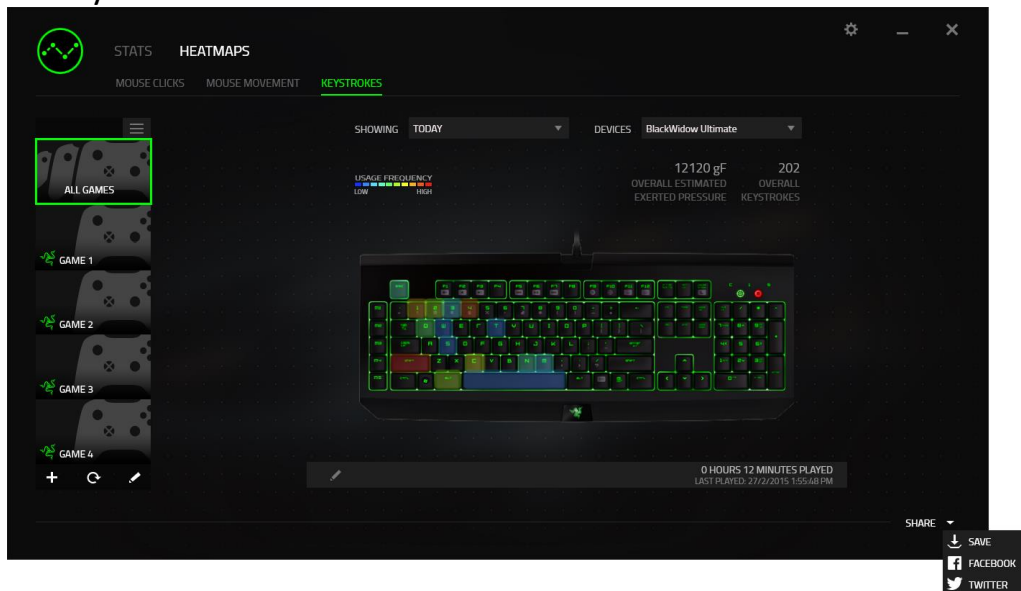 STATS HEATMAPS
MOUSE CLICKS MOUSE MOVEMENT KEYSTROKES
SHOWING TODAY DEVICES BlackWidow Ultimate
USAGE FREQUENCY
LOW HIGH
12120 gF 202
OVERALL ESTIMATED OVERALL
EXERTED PRESSURE KEYSTROKES
ALL GAMES
GAME 1
GAME 2
GAME 3
GAME 4
0 HOURS 12 MINUTES PLAYED
LAST PLAYED: 27/2/2015 1:55:48 PM
SHARE
SAVE
FACEBOOK
TWITTER